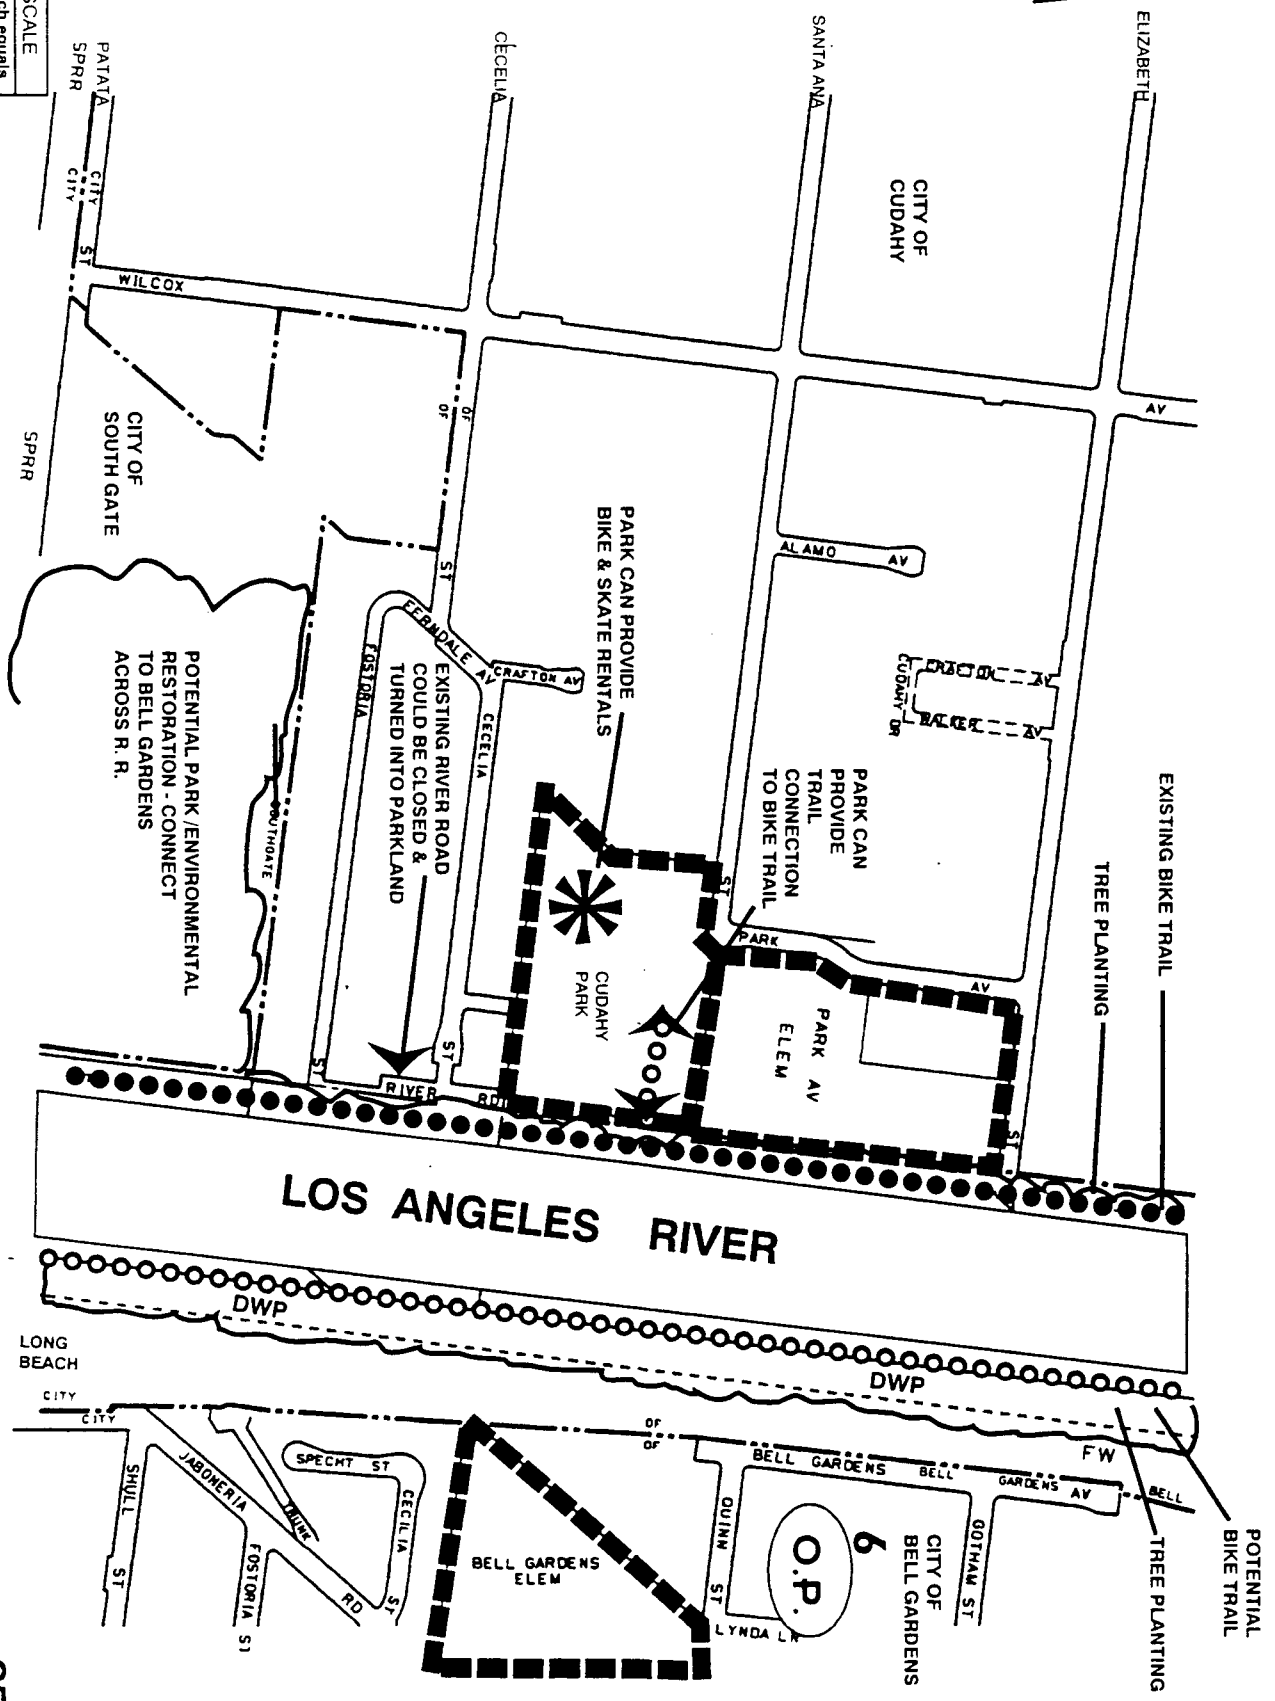 ELIZABETH
SANTA ANA
CECELIA
PATATA
SPRR
SCALE
ch equals
CITY OF
CUDAHY
CITY
CITY
ST
WILCOX
AV
OF
OF
CITY OF
SOUTH GATE
SPRR
ALAMO AV
PARK CAN PROVIDE
BIKE & SKATE RENTALS
ST
FERNDALE AV
CRAFTON AV
FOSTORIA
CECELIA
CRAFTON AV
WALKER AV
CUDAHY DR
EXISTING BIKE TRAIL
TREE PLANTING
PARK CAN
PROVIDE
TRAIL
CONNECTION
TO BIKE TRAIL
EXISTING RIVER ROAD
COULD BE CLOSED &
TURNED INTO PARKLAND
POTENTIAL PARK / ENVIRONMENTAL
RESTORATION - CONNECT
TO BELL GARDENS
ACROSS R. R.
SOUTHGATE
ST
PARK AV
CUDAHY
PARK
PARK AV
ELEM
ST
ST
ST
RIVER RD
LOS ANGELES RIVER
DWP
DWP
LONG
BEACH
FW
CITY
CITY
OF
OF
BELL GARDENS AV
BELL GARDENS
BELL
SHULL ST
JABONERIA RD
TRUNK
SPECHT ST
CECILIA ST
FOSTORIA ST
BELL GARDENS
ELEM
QUINN ST
LYNDA LN
GOTHAM ST
6
O.P.
CITY OF
BELL GARDENS
POTENTIAL
BIKE TRAIL
TREE PLANTING